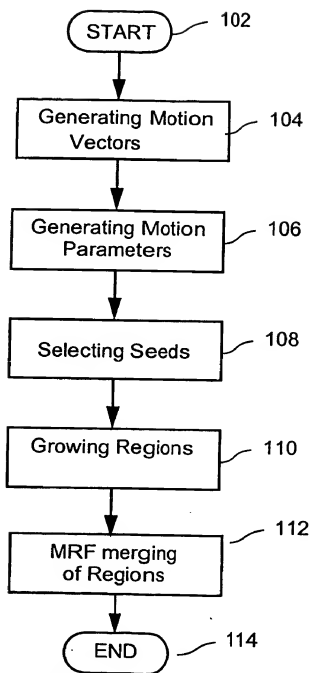 START
102
Generating Motion
Vectors
104
Generating Motion
Parameters
106
Selecting Seeds
108
Growing Regions
110
MRF merging
of Regions
112
END
114